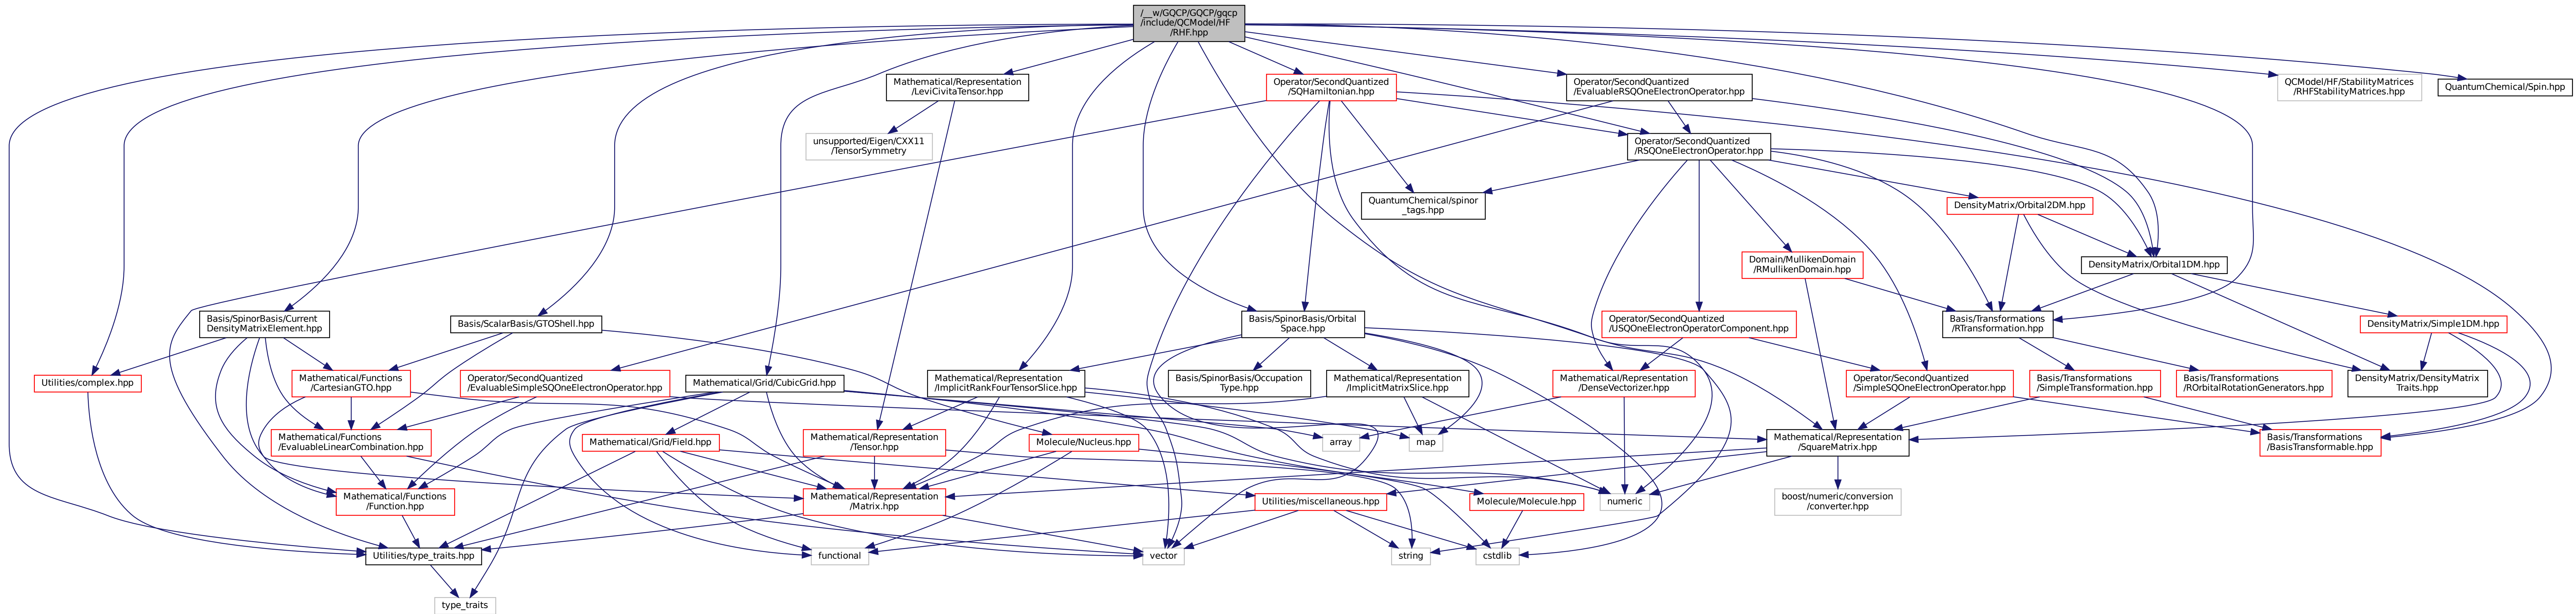 /__w/GQCP/GQCP/gqcp
/include/QCModel/HF
/RHF.hpp
Mathematical/Representation
/LeviCivitaTensor.hpp
Operator/SecondQuantized
/SQHamiltonian.hpp
Operator/SecondQuantized
/EvaluableRSQOneElectronOperator.hpp
QCModel/HF/StabilityMatrices
/RHFStabilityMatrices.hpp
QuantumChemical/Spin.hpp
unsupported/Eigen/CXX11
/TensorSymmetry
Operator/SecondQuantized
/RSQOneElectronOperator.hpp
QuantumChemical/spinor
_tags.hpp
DensityMatrix/Orbital2DM.hpp
Domain/MullikenDomain
/RMullikenDomain.hpp
DensityMatrix/Orbital1DM.hpp
Basis/SpinorBasis/Current
DensityMatrixElement.hpp
Basis/ScalarBasis/GTOShell.hpp
Basis/SpinorBasis/Orbital
Space.hpp
Operator/SecondQuantized
/USQOneElectronOperatorComponent.hpp
Basis/Transformations
/RTransformation.hpp
DensityMatrix/Simple1DM.hpp
Utilities/complex.hpp
Mathematical/Functions
/CartesianGTO.hpp
Operator/SecondQuantized
/EvaluableSimpleSQOneElectronOperator.hpp
Mathematical/Grid/CubicGrid.hpp
Mathematical/Representation
/ImplicitRankFourTensorSlice.hpp
Basis/SpinorBasis/Occupation
Type.hpp
Mathematical/Representation
/ImplicitMatrixSlice.hpp
Mathematical/Representation
/DenseVectorizer.hpp
Operator/SecondQuantized
/SimpleSQOneElectronOperator.hpp
Basis/Transformations
/SimpleTransformation.hpp
Basis/Transformations
/ROrbitalRotationGenerators.hpp
DensityMatrix/DensityMatrix
Traits.hpp
Mathematical/Functions
/EvaluableLinearCombination.hpp
Mathematical/Grid/Field.hpp
Mathematical/Representation
/Tensor.hpp
Molecule/Nucleus.hpp
array
map
Mathematical/Representation
/SquareMatrix.hpp
Basis/Transformations
/BasisTransformable.hpp
Mathematical/Functions
/Function.hpp
Mathematical/Representation
/Matrix.hpp
Utilities/miscellaneous.hpp
Molecule/Molecule.hpp
numeric
boost/numeric/conversion
/converter.hpp
Utilities/type_traits.hpp
functional
vector
string
cstdlib
type_traits